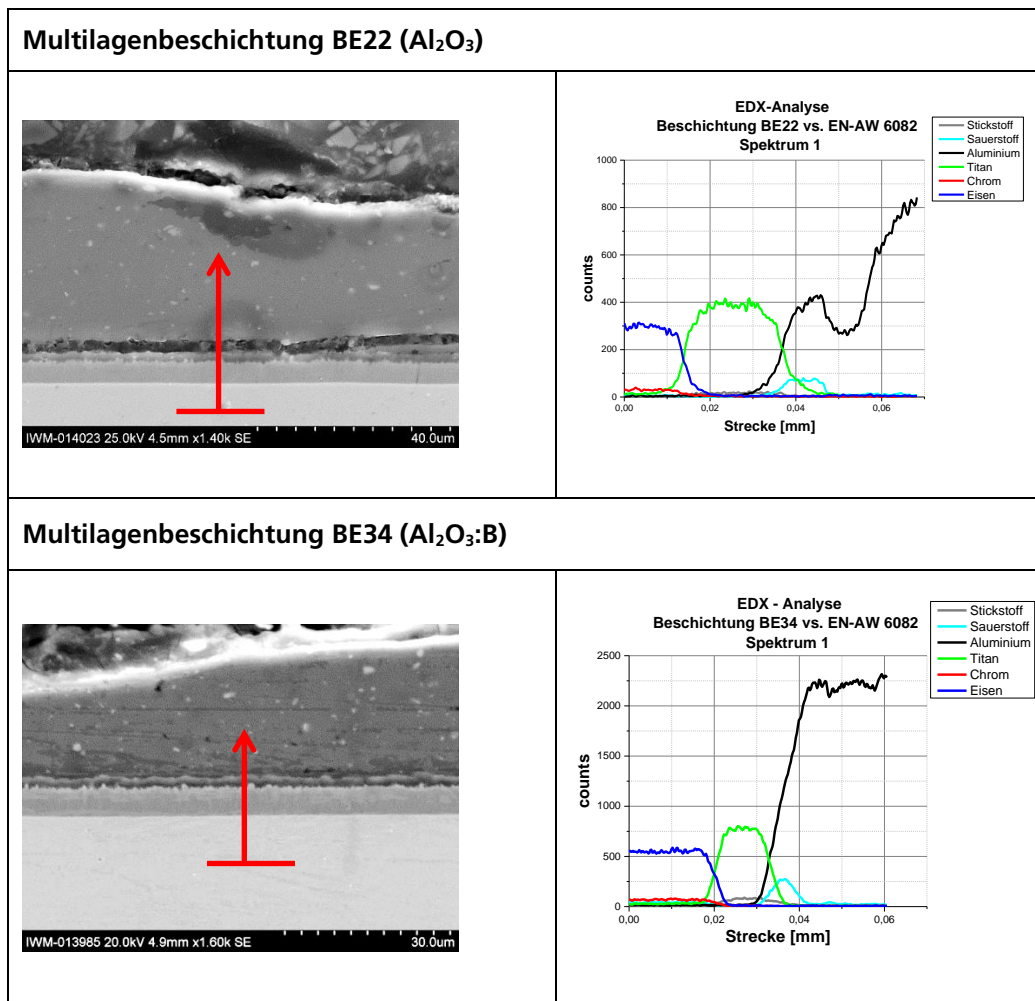 Multilagenbeschichtung BE22 (Al₂O₃)
IWM-014023 25.0kV 4.5mm x1.40k SE 40.0um
EDX-Analyse
Beschichtung BE22 vs. EN-AW 6082
Spektrum 1
Stickstoff
Sauerstoff
Aluminium
Titan
Chrom
Eisen
counts
1000
800
600
400
200
0
0,00 0,02 0,04 0,06
Strecke [mm]
Multilagenbeschichtung BE34 (Al₂O₃:B)
IWM-013985 20.0kV 4.9mm x1.60k SE 30.0um
EDX - Analyse
Beschichtung BE34 vs. EN-AW 6082
Spektrum 1
Stickstoff
Sauerstoff
Aluminium
Titan
Chrom
Eisen
counts
2500
2000
1500
1000
500
0
0,00 0,02 0,04 0,06
Strecke [mm]